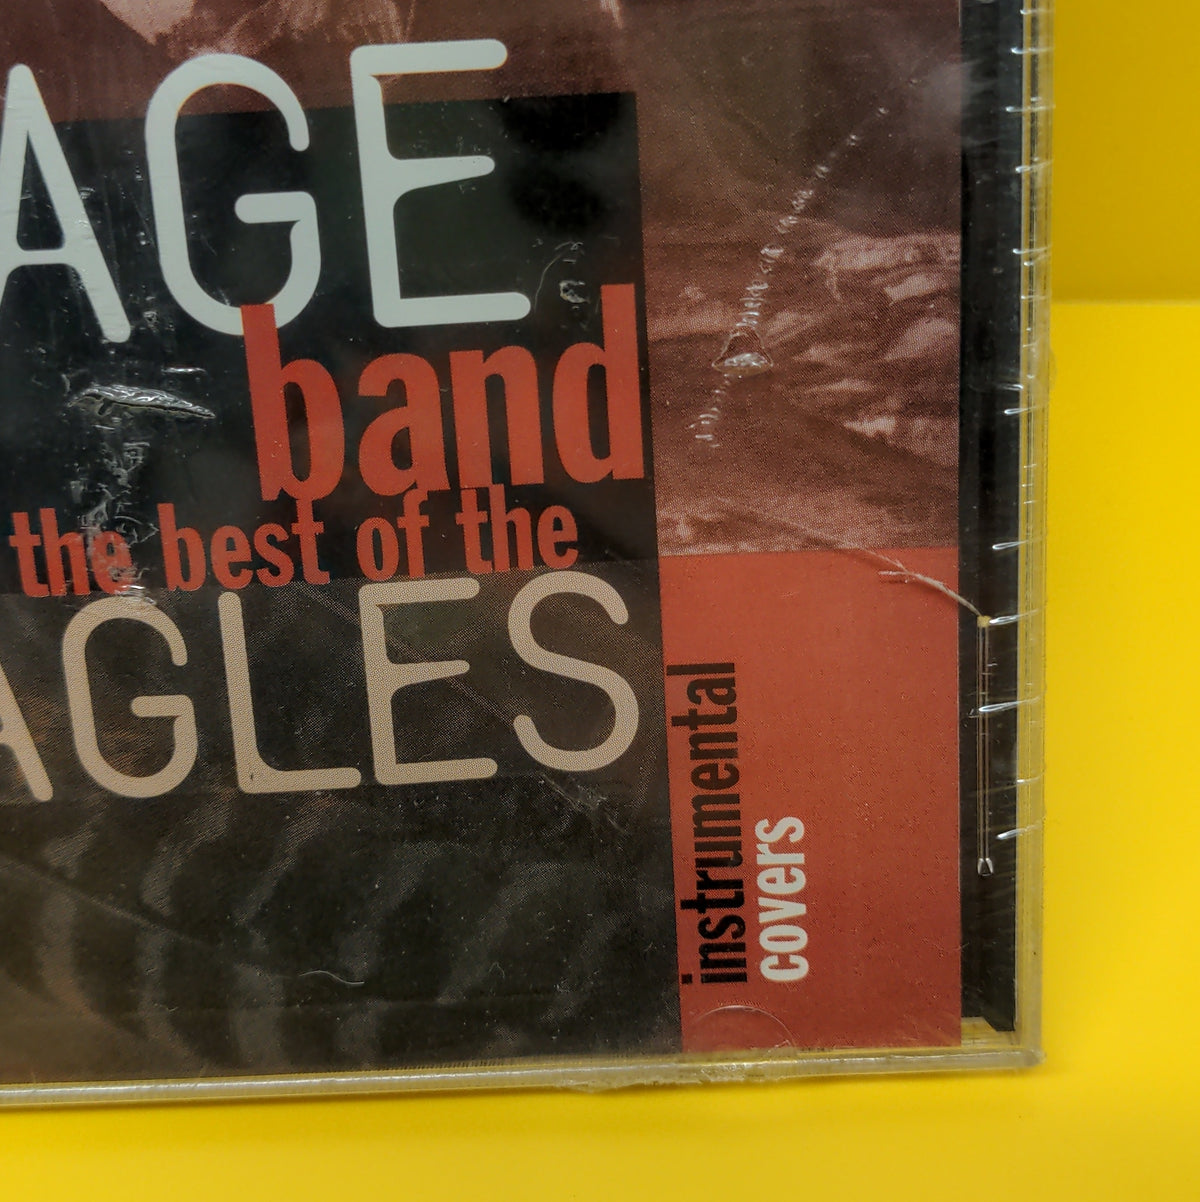 AGE
band
the best of the
AGLES
instrumental
covers